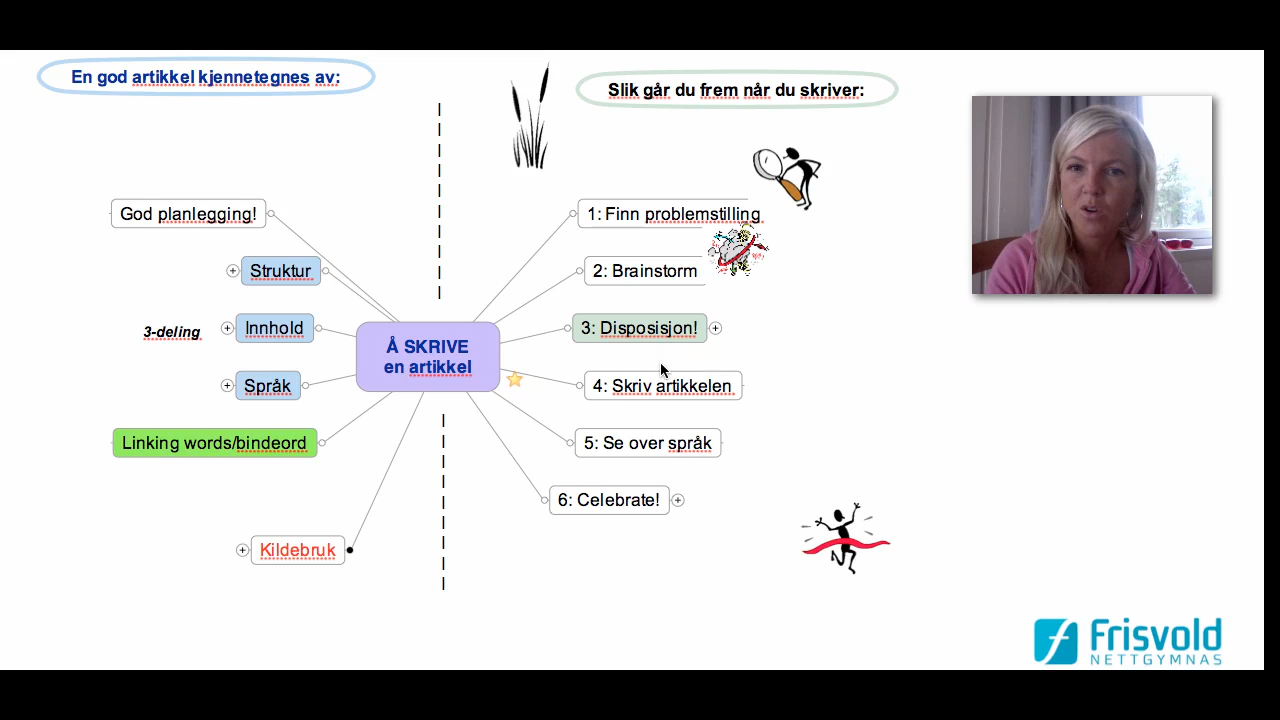 En god artikkel kjennetegnes av:
Slik går du frem når du skriver:
God planlegging!
Struktur
3-deling
Innhold
Språk
Linking words/bindeord
Kildebruk
Å SKRIVE
en artikkel
1: Finn problemstilling
2: Brainstorm
3: Disposisjon!
4: Skriv artikkelen
5: Se over språk
6: Celebrate!
Frisvold
NETTGYMNAS